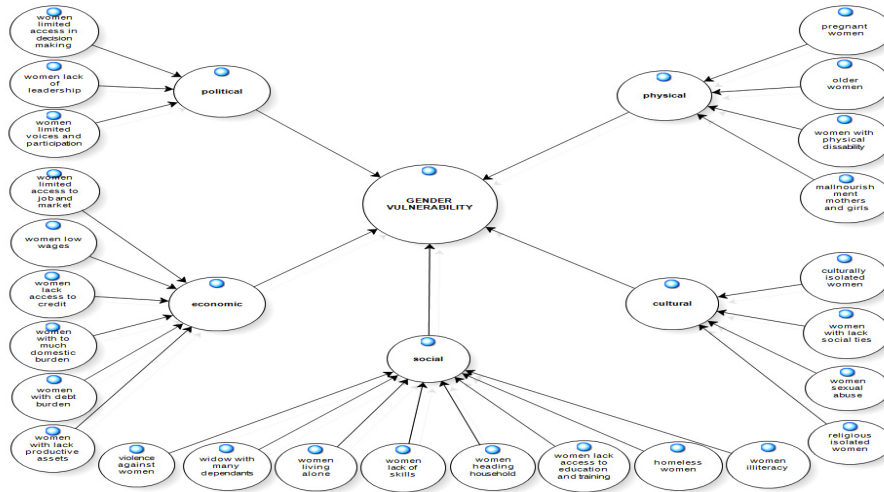 women
limited
access in
decision
making
women lack
of
leadership
women
limited
voices and
participation
political
pregnant
women
older
women
women with
physical
dissability
mallnourish
ment
mothers and
girls
physical
GENDER
VULNERABILITY
women
limited
access to
job and
market
women low
wages
women
lack
access to
credit
women
with to
much
domestic
burden
women
with debt
burden
women
with lack
productive
assets
economic
social
cultural
culturally
isolated
women
women
with lack
social ties
women
sexual
abuse
religious
isolated
women
violence
against
women
widow with
many
dependants
women
living
alone
women
lack of
skills
women
heading
household
women lack
access to
education
and training
homeless
women
women
illiteracy